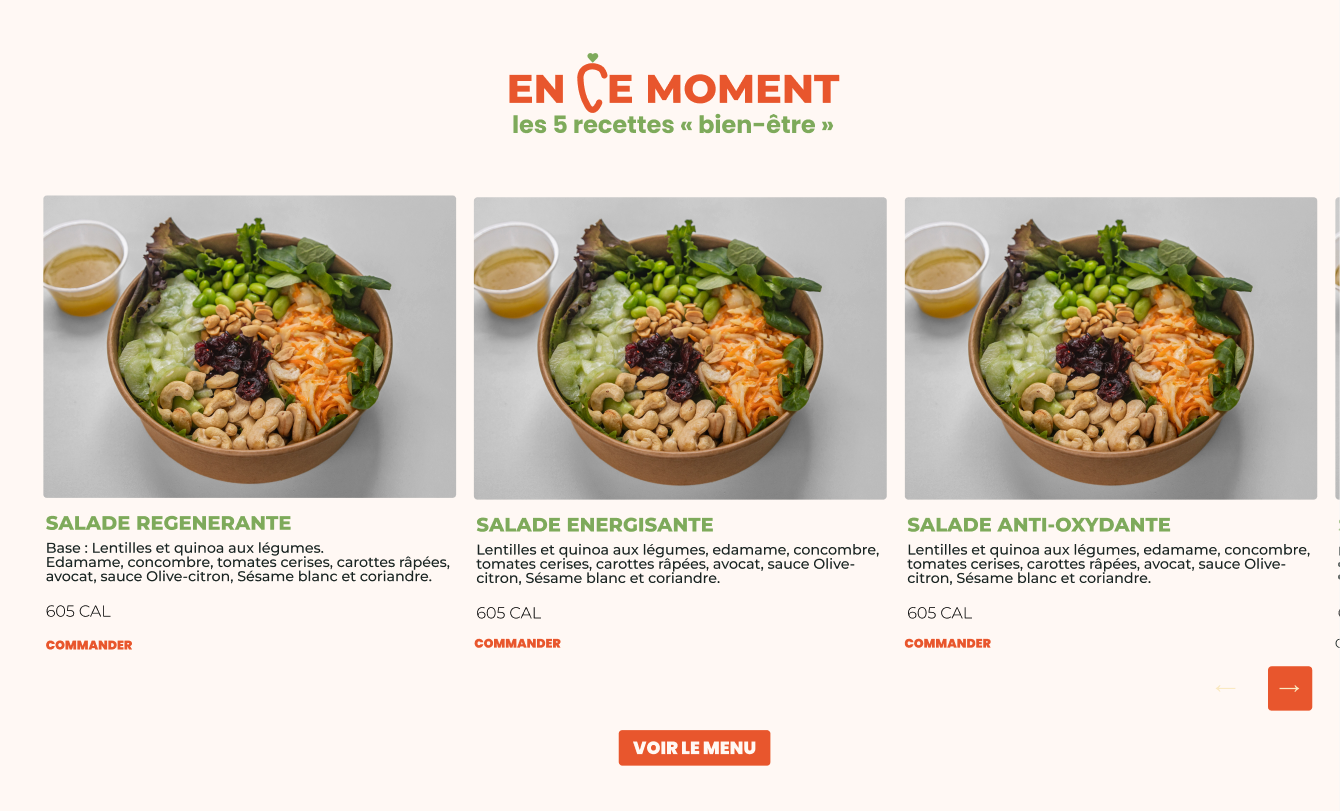 EN CE MOMENT
les 5 recettes « bien-être »
SALADE REGENERANTE
Base : Lentilles et quinoa aux légumes.
Edamame, concombre, tomates cerises, carottes râpées,
avocat, sauce Olive-citron, Sésame blanc et coriandre.
605 CAL
COMMANDER
SALADE ENERGISANTE
Lentilles et quinoa aux légumes, edamame, concombre,
tomates cerises, carottes râpées, avocat, sauce Olive-
citron, Sésame blanc et coriandre.
605 CAL
COMMANDER
SALADE ANTI-OXYDANTE
Lentilles et quinoa aux légumes, edamame, concombre,
tomates cerises, carottes râpées, avocat, sauce Olive-
citron, Sésame blanc et coriandre.
605 CAL
COMMANDER
← →
VOIR LE MENU